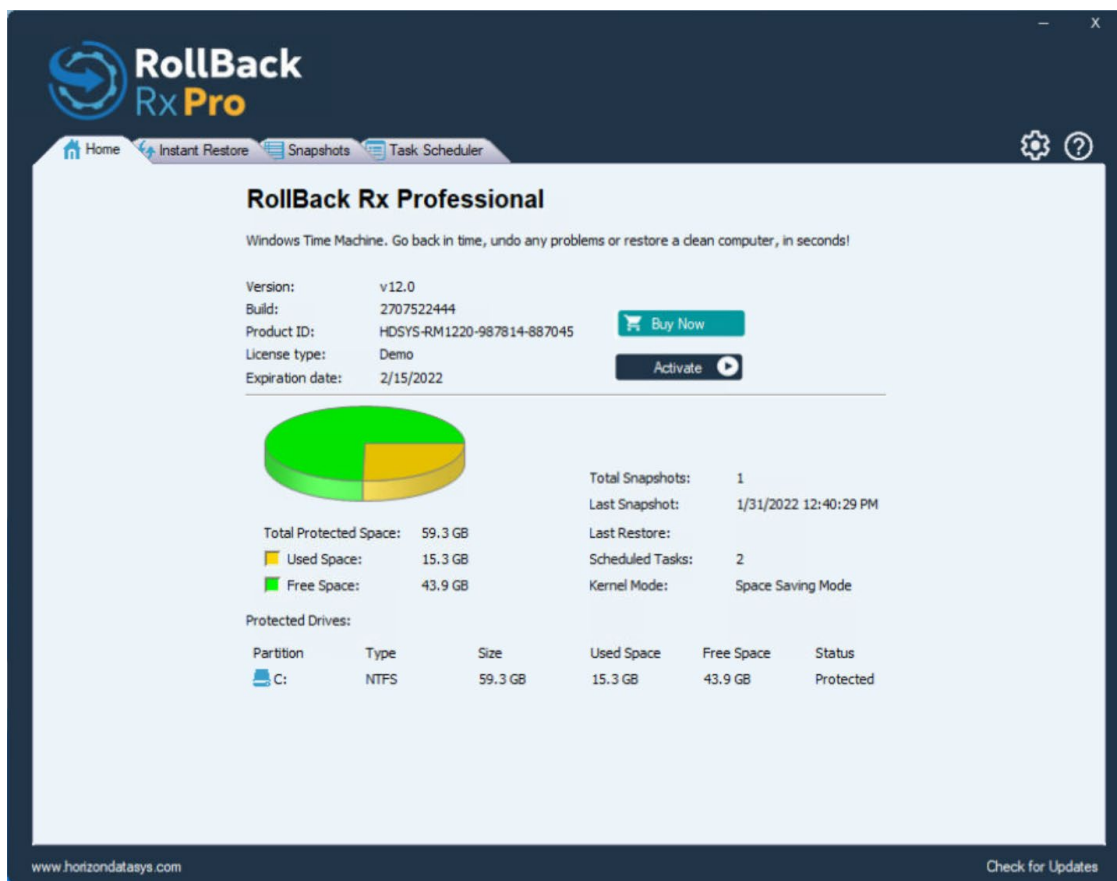 — X
RollBack
Rx Pro
Home Instant Restore Snapshots Task Scheduler
RollBack Rx Professional
Windows Time Machine. Go back in time, undo any problems or restore a clean computer, in seconds!
Version: v12.0
Build: 2707522444
Product ID: HDSYS-RM1220-987814-887045
License type: Demo
Expiration date: 2/15/2022
Buy Now
Activate
Total Snapshots: 1
Last Snapshot: 1/31/2022 12:40:29 PM
Total Protected Space: 59.3 GB Last Restore:
Used Space: 15.3 GB Scheduled Tasks: 2
Free Space: 43.9 GB Kernel Mode: Space Saving Mode
Protected Drives:
Partition Type Size Used Space Free Space Status
C: NTFS 59.3 GB 15.3 GB 43.9 GB Protected
www.horizondatasys.com Check for Updates